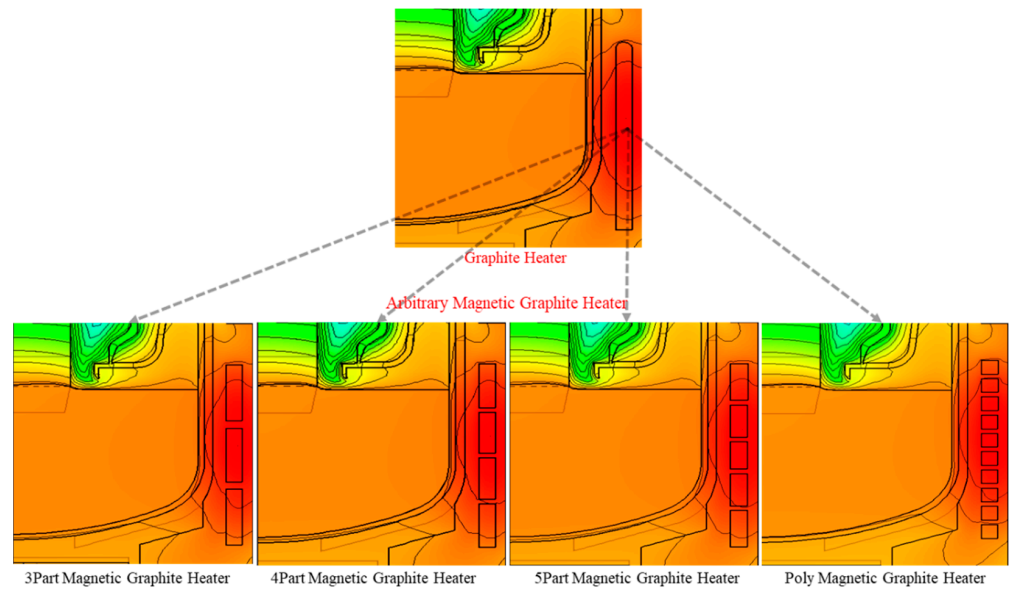 Graphite Heater
Arbitrary Magnetic Graphite Heater
3Part Magnetic Graphite Heater
4Part Magnetic Graphite Heater
5Part Magnetic Graphite Heater
Poly Magnetic Graphite Heater